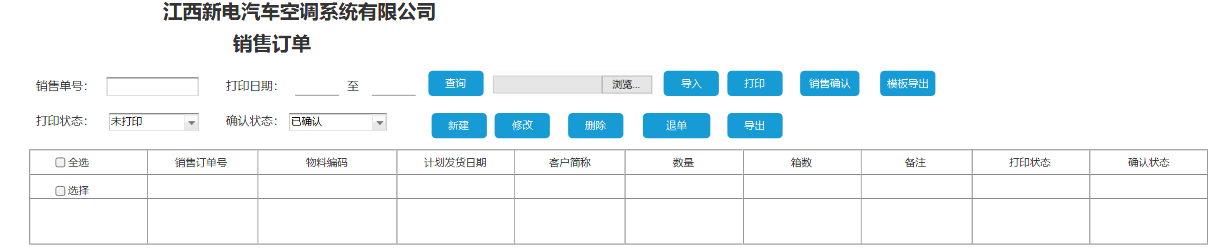 江西新电汽车空调系统有限公司
销售订单
销售单号： 打印日期： 至 查询 浏览... 导入 打印 销售确认 模板导出
打印状态： 未打印 确认状态： 已确认 新建 修改 删除 退单 导出
全选 销售订单号 物料编码 计划发货日期 客户简称 数量 箱数 备注 打印状态 确认状态
选择